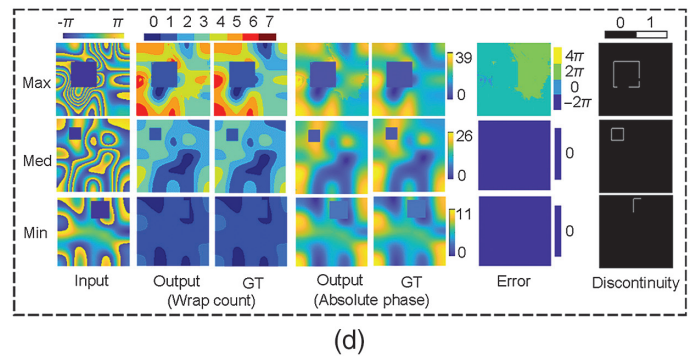 -π π 0 1 2 3 4 5 6 7 0 1
Max 39 0 4π 2π 0 −2π
Med 26 0 0
Min 11 0 0
Input Output GT Output GT Error Discontinuity
(Wrap count) (Absolute phase)
(d)